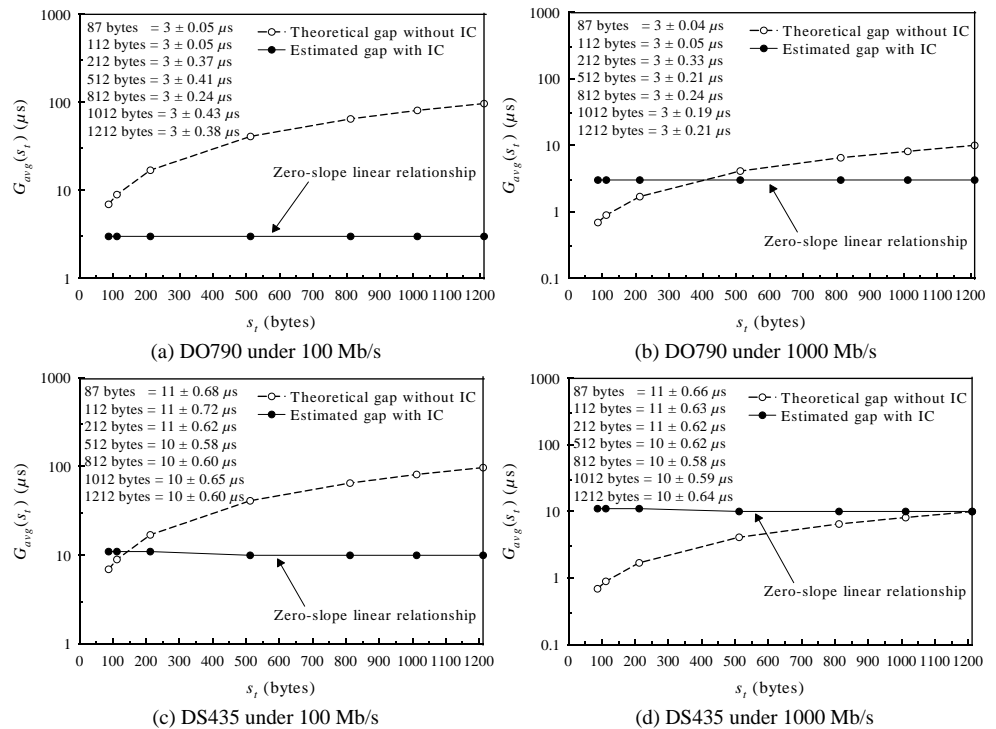 1000
100
10
1
G_avg(s_t) (µs)
87 bytes = 3 ± 0.05 µs
112 bytes = 3 ± 0.05 µs
212 bytes = 3 ± 0.37 µs
512 bytes = 3 ± 0.41 µs
812 bytes = 3 ± 0.24 µs
1012 bytes = 3 ± 0.43 µs
1212 bytes = 3 ± 0.38 µs
Theoretical gap without IC
Estimated gap with IC
Zero-slope linear relationship
0 100 200 300 400 500 600 700 800 900 1000 1100 1200
s_t (bytes)
(a) DO790 under 100 Mb/s
1000
100
10
1
0.1
G_avg(s_t) (µs)
87 bytes = 3 ± 0.04 µs
112 bytes = 3 ± 0.05 µs
212 bytes = 3 ± 0.33 µs
512 bytes = 3 ± 0.21 µs
812 bytes = 3 ± 0.24 µs
1012 bytes = 3 ± 0.19 µs
1212 bytes = 3 ± 0.21 µs
Theoretical gap without IC
Estimated gap with IC
Zero-slope linear relationship
0 100 200 300 400 500 600 700 800 900 1000 1100 1200
s_t (bytes)
(b) DO790 under 1000 Mb/s
1000
100
10
1
G_avg(s_t) (µs)
87 bytes = 11 ± 0.68 µs
112 bytes = 11 ± 0.72 µs
212 bytes = 11 ± 0.62 µs
512 bytes = 10 ± 0.58 µs
812 bytes = 10 ± 0.60 µs
1012 bytes = 10 ± 0.65 µs
1212 bytes = 10 ± 0.60 µs
Theoretical gap without IC
Estimated gap with IC
Zero-slope linear relationship
0 100 200 300 400 500 600 700 800 900 1000 1100 1200
s_t (bytes)
(c) DS435 under 100 Mb/s
1000
100
10
1
0.1
G_avg(s_t) (µs)
87 bytes = 11 ± 0.66 µs
112 bytes = 11 ± 0.63 µs
212 bytes = 11 ± 0.62 µs
512 bytes = 10 ± 0.62 µs
812 bytes = 10 ± 0.58 µs
1012 bytes = 10 ± 0.59 µs
1212 bytes = 10 ± 0.64 µs
Theoretical gap without IC
Estimated gap with IC
Zero-slope linear relationship
0 100 200 300 400 500 600 700 800 900 1000 1100 1200
s_t (bytes)
(d) DS435 under 1000 Mb/s